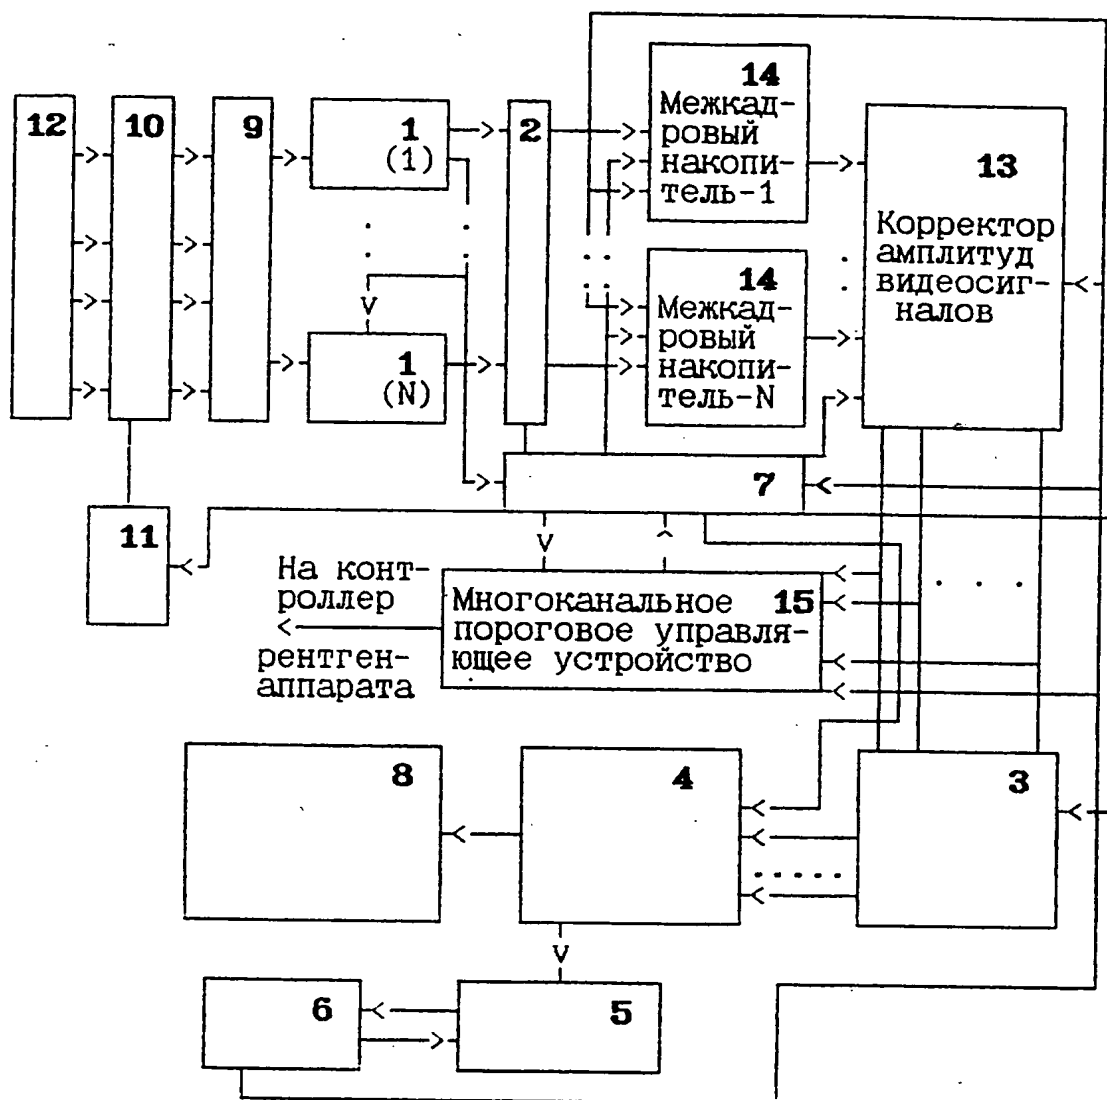 14
Межкад-
ровый
накопи-
тель-1
12
10
9
1
(1)
2
13
Корректор
амплитуд
видеосиг-
налов
14
Межкад-
ровый
накопи-
тель-N
1
(N)
7
11
На конт-
роллер
рентген-
аппарата
Многоканальное 15
пороговое управля-
ющее устройство
8
4
3
6
5